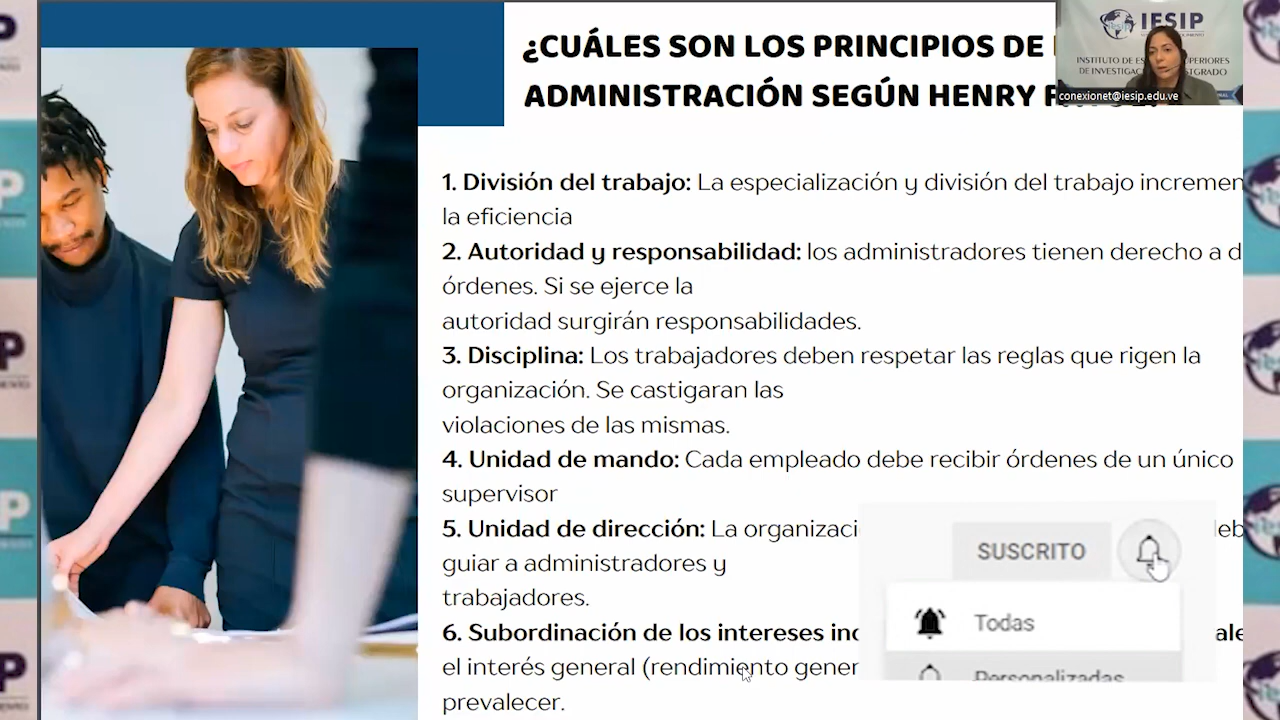 ¿CUÁLES SON LOS PRINCIPIOS DE
ADMINISTRACIÓN SEGÚN HENRY
IESIP
INSTITUTO DE
DE
conexionet@iesip.edu.ve
1. División del trabajo: La especialización y división del trabajo incremen
la eficiencia
2. Autoridad y responsabilidad: los administradores tienen derecho a d
órdenes. Si se ejerce la
autoridad surgirán responsabilidades.
3. Disciplina: Los trabajadores deben respetar las reglas que rigen la
organización. Se castigaran las
violaciones de las mismas.
4. Unidad de mando: Cada empleado debe recibir órdenes de un único
supervisor
5. Unidad de dirección: La organizaci
guiar a administradores y
trabajadores.
6. Subordinación de los intereses
el interés general (rendimiento gener
prevalecer.
SUSCRITO
Todas
Personalizadas